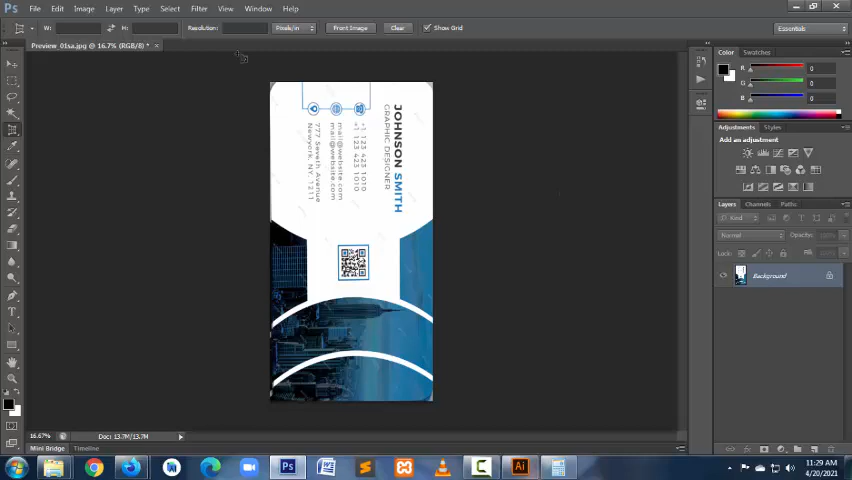 Ps File Edit Image Layer Type Select Filter View Window Help
W: H: Resolution: Pixels/in Front Image Clear Show Grid Essentials
Preview_01sa.jpg @ 16.7% (RGB/8) * ×
Color Swatches
R 0
G 0
B 0
Adjustments Styles
Add an adjustment
Layers Channels Paths
Kind
Normal Opacity:
Lock: Fill:
Background
JOHNSON SMITH
GRAPHIC DESIGNER
+1 123 423 1010
+1 123 423 1010
mail@website.com
mail@website.com
777 Seveth Avenue
Newyork, NY. 1211
16.67% Doc: 13.7M/13.7M
Mini Bridge Timeline
11:29 AM
4/20/2021